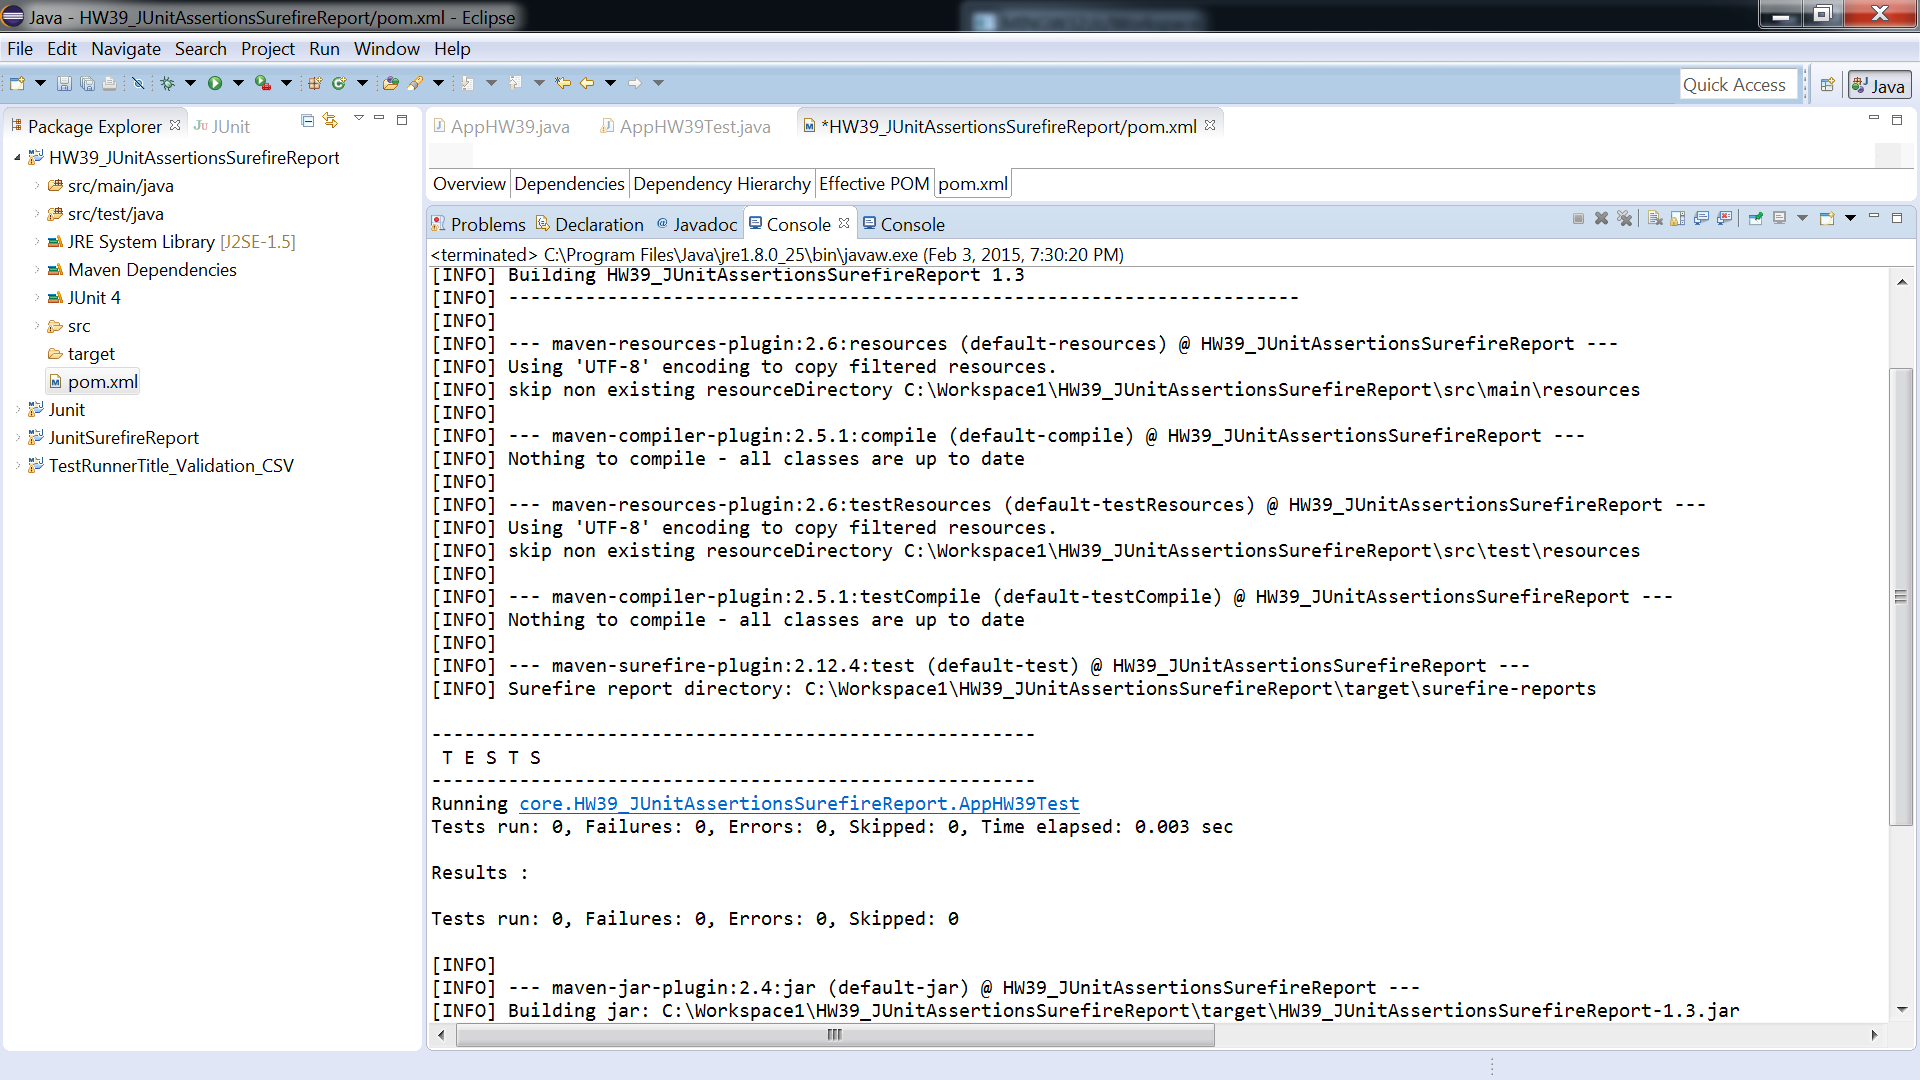 Java - HW39_JUnitAssertionsSurefireReport/pom.xml - Eclipse
File Edit Navigate Search Project Run Window Help
Quick Access
Java
Package Explorer
JUnit
HW39_JUnitAssertionsSurefireReport
src/main/java
src/test/java
JRE System Library [J2SE-1.5]
Maven Dependencies
JUnit 4
src
target
pom.xml
Junit
JunitSurefireReport
TestRunnerTitle_Validation_CSV
AppHW39.java
AppHW39Test.java
*HW39_JUnitAssertionsSurefireReport/pom.xml
Overview Dependencies Dependency Hierarchy Effective POM pom.xml
Problems Declaration Javadoc Console Console
<terminated> C:\Program Files\Java\jre1.8.0_25\bin\javaw.exe (Feb 3, 2015, 7:30:20 PM)
[INFO] Building HW39_JUnitAssertionsSurefireReport 1.3
[INFO] ------------------------------------------------------------------------
[INFO]
[INFO] --- maven-resources-plugin:2.6:resources (default-resources) @ HW39_JUnitAssertionsSurefireReport ---
[INFO] Using 'UTF-8' encoding to copy filtered resources.
[INFO] skip non existing resourceDirectory C:\Workspace1\HW39_JUnitAssertionsSurefireReport\src\main\resources
[INFO]
[INFO] --- maven-compiler-plugin:2.5.1:compile (default-compile) @ HW39_JUnitAssertionsSurefireReport ---
[INFO] Nothing to compile - all classes are up to date
[INFO]
[INFO] --- maven-resources-plugin:2.6:testResources (default-testResources) @ HW39_JUnitAssertionsSurefireReport ---
[INFO] Using 'UTF-8' encoding to copy filtered resources.
[INFO] skip non existing resourceDirectory C:\Workspace1\HW39_JUnitAssertionsSurefireReport\src\test\resources
[INFO]
[INFO] --- maven-compiler-plugin:2.5.1:testCompile (default-testCompile) @ HW39_JUnitAssertionsSurefireReport ---
[INFO] Nothing to compile - all classes are up to date
[INFO]
[INFO] --- maven-surefire-plugin:2.12.4:test (default-test) @ HW39_JUnitAssertionsSurefireReport ---
[INFO] Surefire report directory: C:\Workspace1\HW39_JUnitAssertionsSurefireReport\target\surefire-reports
-------------------------------------------------------
T E S T S
-------------------------------------------------------
Running core.HW39_JUnitAssertionsSurefireReport.AppHW39Test
Tests run: 0, Failures: 0, Errors: 0, Skipped: 0, Time elapsed: 0.003 sec
Results :
Tests run: 0, Failures: 0, Errors: 0, Skipped: 0
[INFO]
[INFO] --- maven-jar-plugin:2.4:jar (default-jar) @ HW39_JUnitAssertionsSurefireReport ---
[INFO] Building jar: C:\Workspace1\HW39_JUnitAssertionsSurefireReport\target\HW39_JUnitAssertionsSurefireReport-1.3.jar